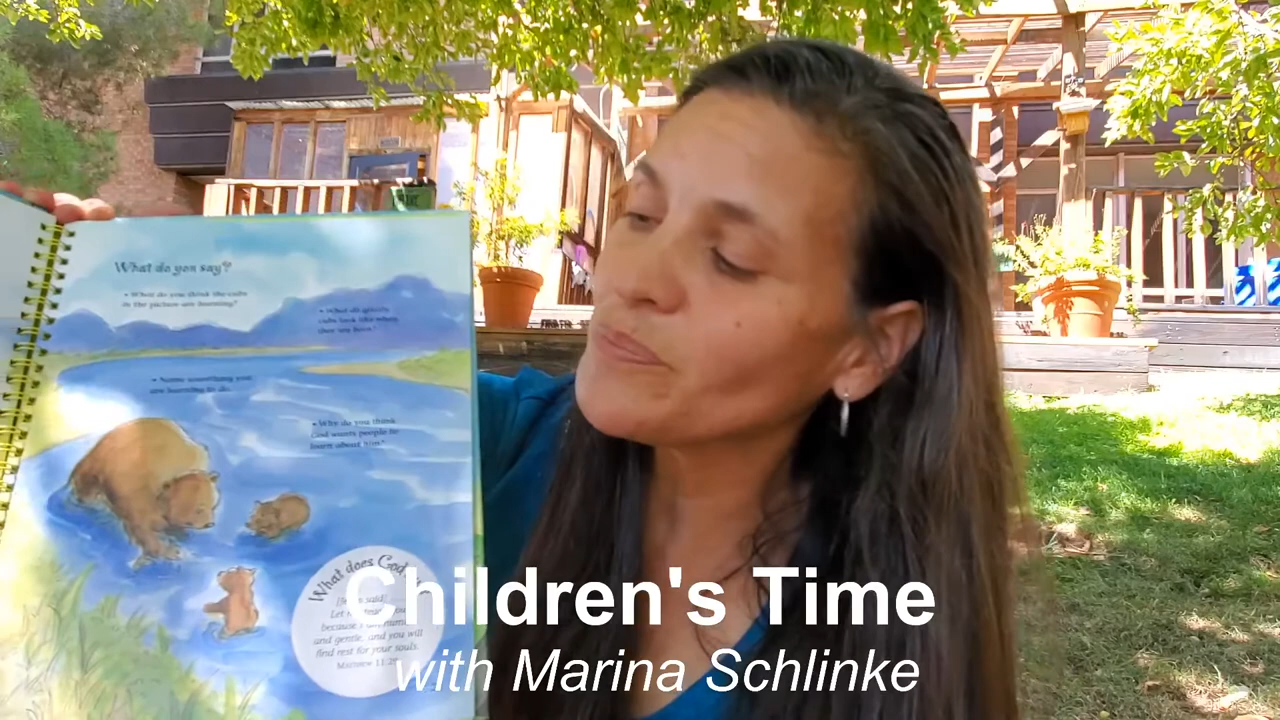 What do you say?
• What do you think the cubs
in the picture are learning?
• What do grizzly
cubs look like when
they are born?
• Name something you
are learning to do.
• Why do you think
God wants people to
learn about him?
What does God
Let
because
and gentle, and you will
find rest for your souls.
Matthew 11:2
Children's Time
with Marina Schlinke